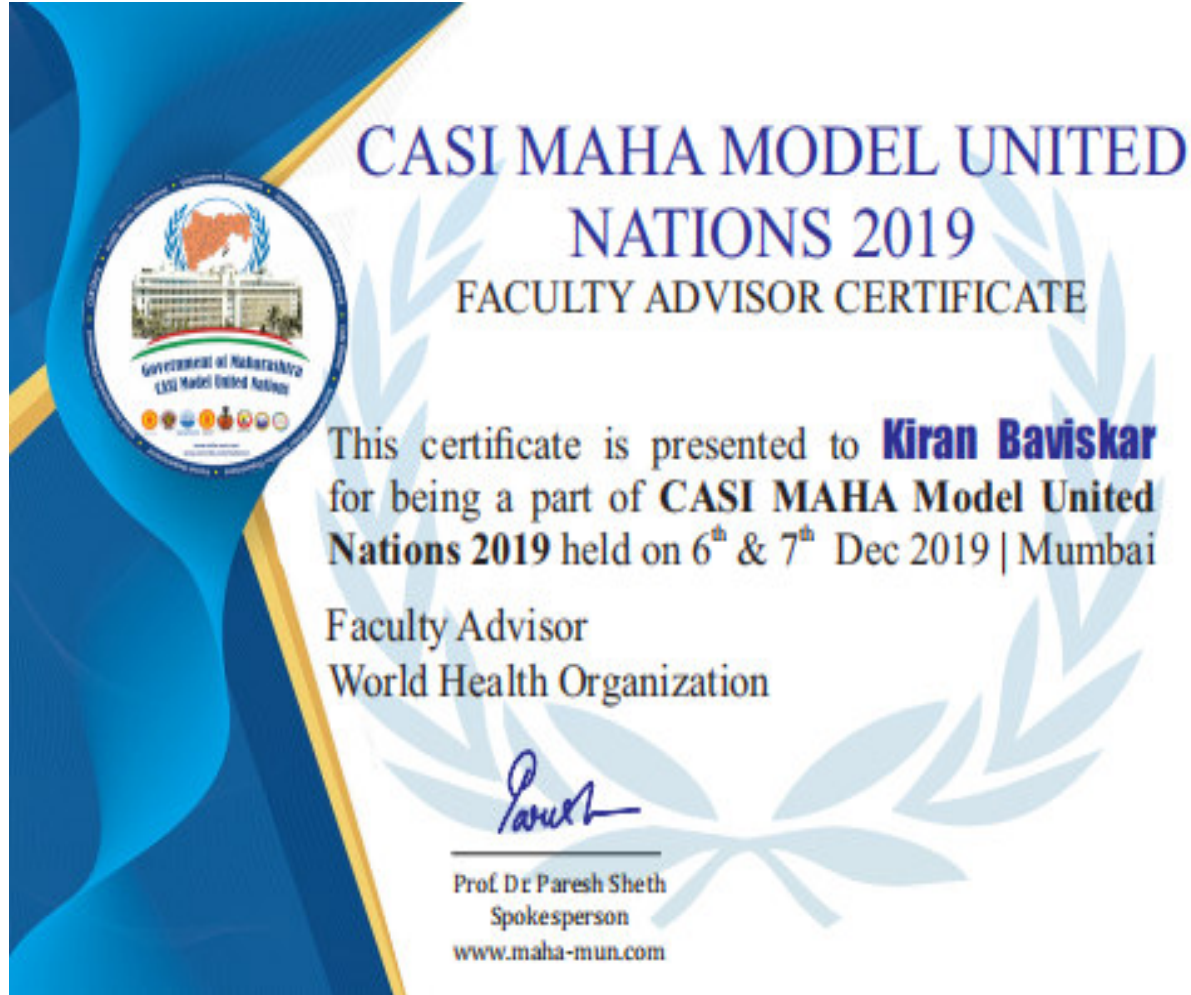 CASI MAHA MODEL UNITED
NATIONS 2019
FACULTY ADVISOR CERTIFICATE
Government of Maharashtra
CASI Model United Nations
This certificate is presented to Kiran Baviskar
for being a part of CASI MAHA Model United
Nations 2019 held on 6th & 7th Dec 2019 | Mumbai
Faculty Advisor
World Health Organization
Prof. Dr. Paresh Sheth
Spokesperson
www.maha-mun.com